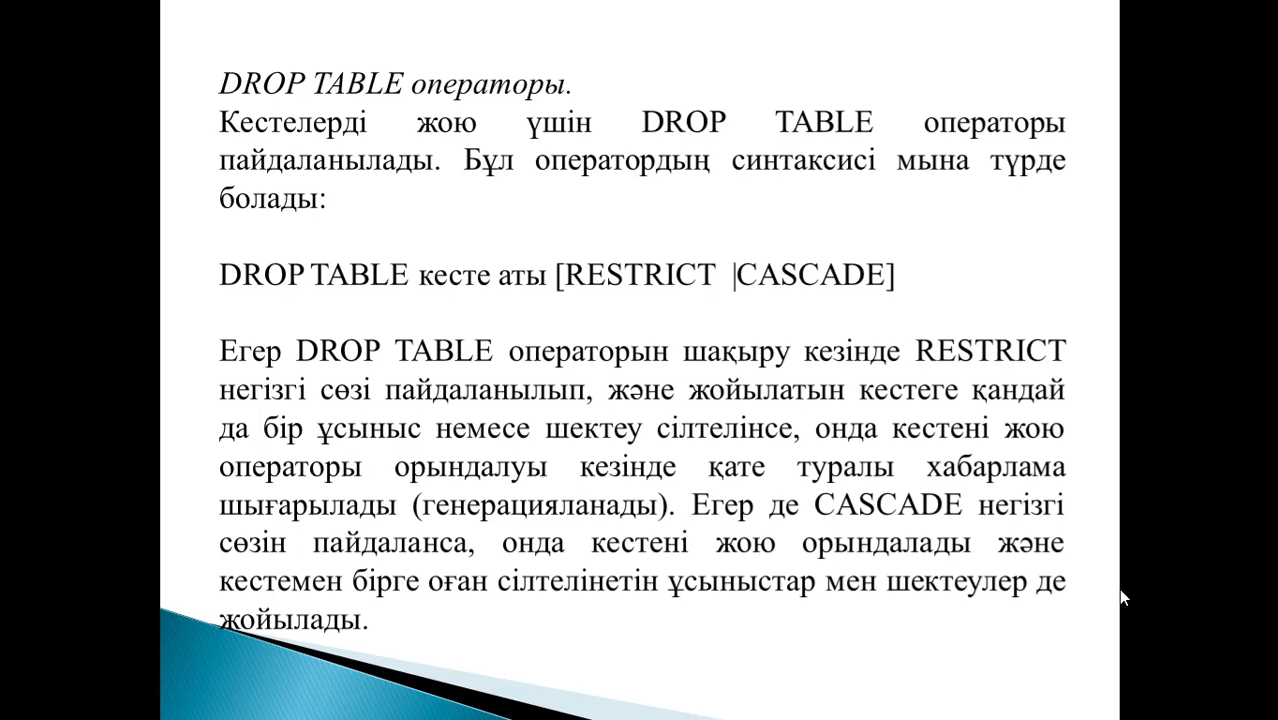 DROP TABLE операторы.
Кестелерді жою үшін DROP TABLE операторы
пайдаланылады. Бұл оператордың синтаксисі мына түрде
болады:
DROP TABLE кесте аты [RESTRICT |CASCADE]
Егер DROP TABLE операторын шақыру кезінде RESTRICT
негізгі сөзі пайдаланылып, және жойылатын кестеге қандай
да бір ұсыныс немесе шектеу сілтелінсе, онда кестені жою
операторы орындалуы кезінде қате туралы хабарлама
шығарылады (генерацияланады). Егер де CASCADE негізгі
сөзін пайдаланса, онда кестені жою орындалады және
кестемен бірге оған сілтелінетін ұсыныстар мен шектеулер де
жойылады.